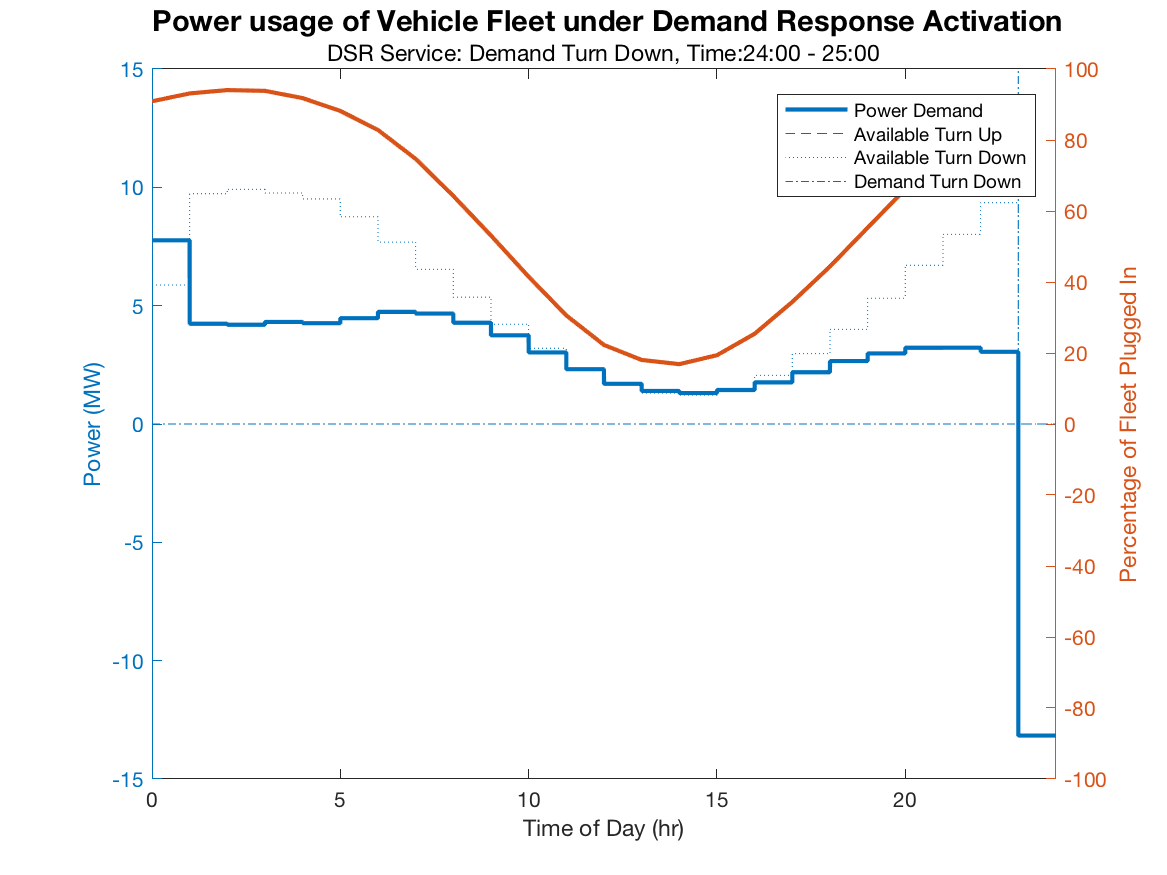 Power usage of Vehicle Fleet under Demand Response Activation
DSR Service: Demand Turn Down, Time:24:00 - 25:00
15
10
5
0
-5
-10
-15
Power (MW)
100
80
60
40
20
0
-20
-40
-60
-80
-100
Percentage of Fleet Plugged In
Power Demand
Available Turn Up
Available Turn Down
Demand Turn Down
0
5
10
15
20
Time of Day (hr)